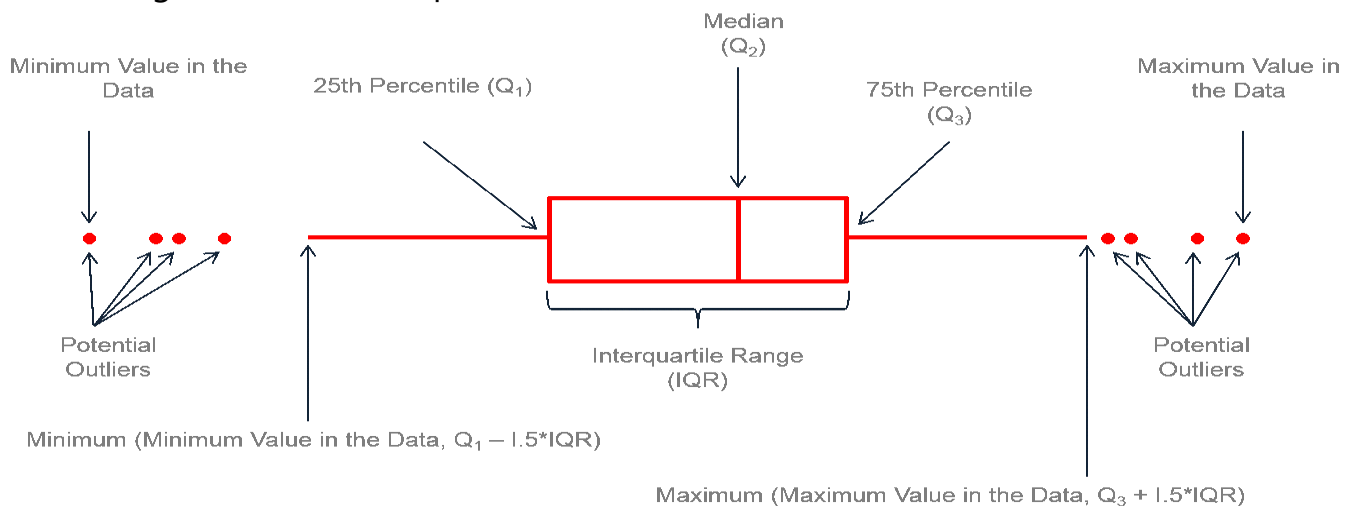 Median
(Q₂)
Minimum Value in the
Data
25th Percentile (Q₁)
75th Percentile
(Q₃)
Maximum Value in
the Data
Potential
Outliers
Interquartile Range
(IQR)
Potential
Outliers
Minimum (Minimum Value in the Data, Q₁ – I.5*IQR)
Maximum (Maximum Value in the Data, Q₃ + I.5*IQR)